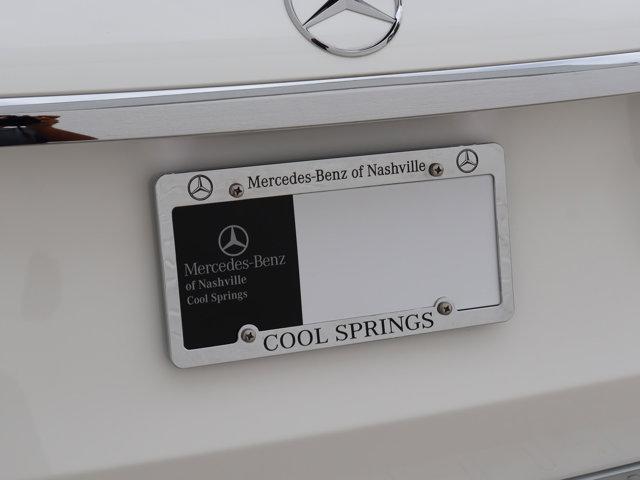 Mercedes-Benz of Nashville
Mercedes-Benz
of Nashville
Cool Springs
COOL SPRINGS